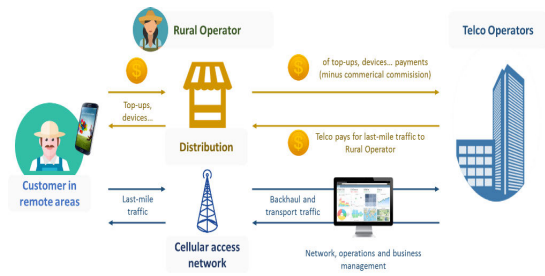 Rural Operator
Telco Operators
$
$
of top-ups, devices... payments
(minus commerical commisision)
Top-ups,
devices...
Distribution
$
Telco pays for last-mile traffic to
Rural Operator
Customer in
remote areas
Last-mile
traffic
Backhaul and
transport traffic
Cellular access
network
Network, operations and business
management